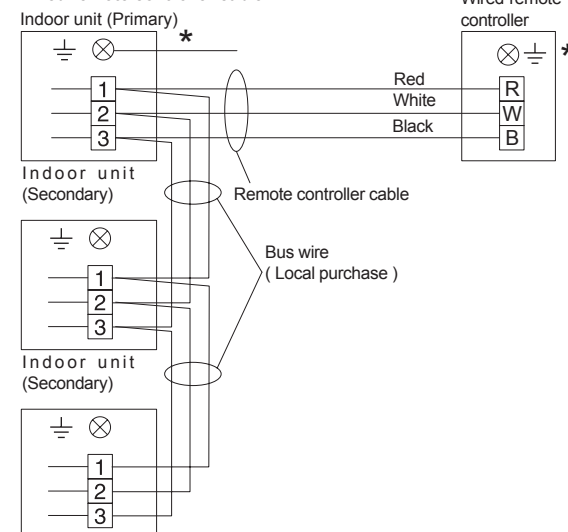 Wired remote
Indoor unit (Primary)
controller
*
*
1
2
3
Red
White
Black
R
W
B
Indoor unit
(Secondary)
Remote controller cable
Bus wire
( Local purchase )
1
2
3
Indoor unit
(Secondary)
1
2
3